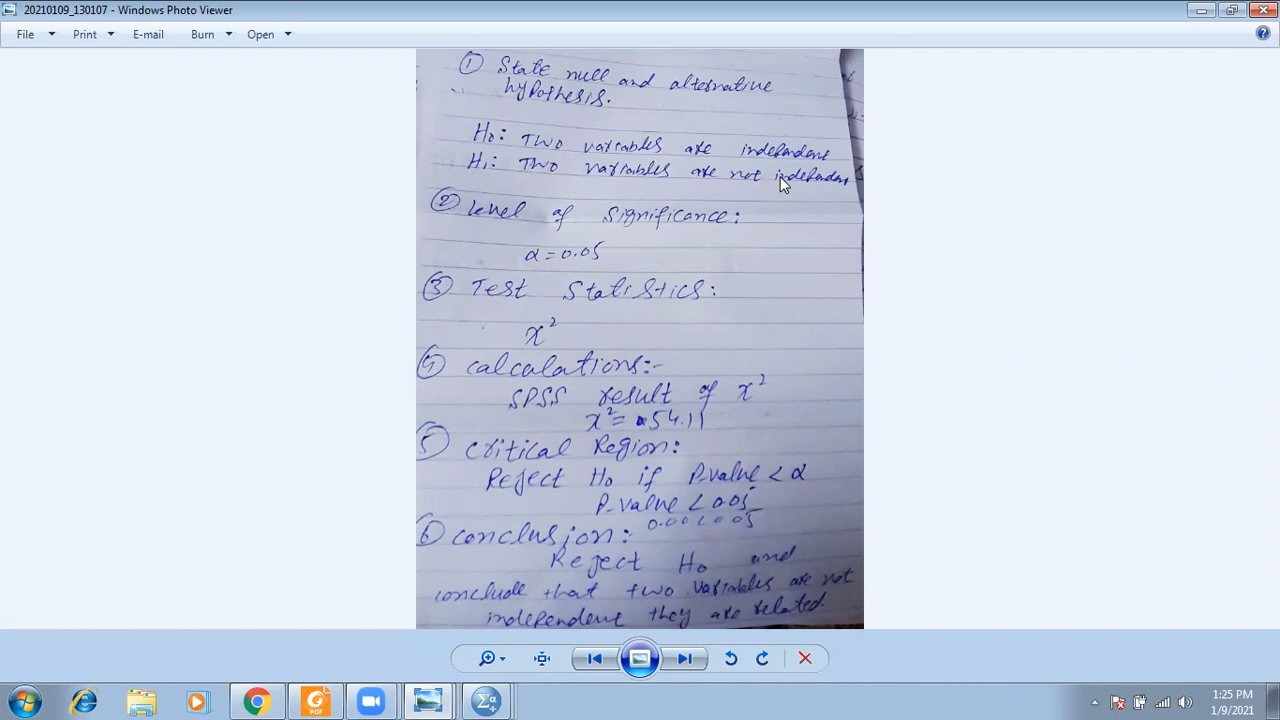 20210109_130107 - Windows Photo Viewer
File Print E-mail Burn Open
① State null and alternative
hypothesis.
H0: Two variables are independent
H1: Two variables are not independent
② Level of Significance:
α = 0.05
③ Test Statistics:
x²
④ calculations:-
SPSS result of x²
x² = 54.11
⑤ Critical Region:
Reject H0 if P-value < α
P-value < 0.05
0.00 < 0.05
⑥ conclusion:
Reject H0 and
conclude that two variables are not
independent they are related.
PDF
1:25 PM
1/9/2021